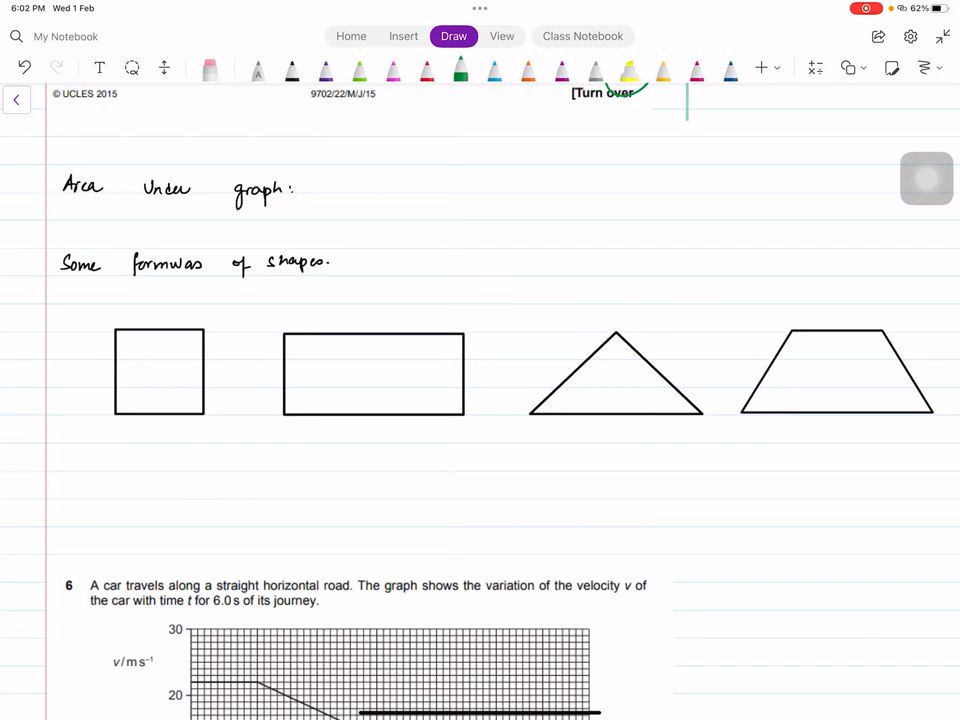 6:02 PM Wed 1 Feb
62%
My Notebook
Home Insert Draw View Class Notebook
© UCLES 2015 9702/22/M/J/15 [Turn over
Area under graph:
Some formulas of shapes.
6 A car travels along a straight horizontal road. The graph shows the variation of the velocity v of
the car with time t for 6.0 s of its journey.
30
v / m s⁻¹
20